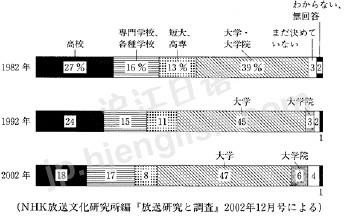 わからない、
無回答
専門学校、
各種学校
短大、
高専
大学・
大学院
まだ決めて
いない
高校
1982年
27%
16%
13%
39%
3
2
大学
大学院
1992年
24
15
11
45
3
2
1
大学
大学院
2002年
18
17
8
47
6
4
1
(NHK放送文化研究所編『放送研究と調査』2002年12月号による)